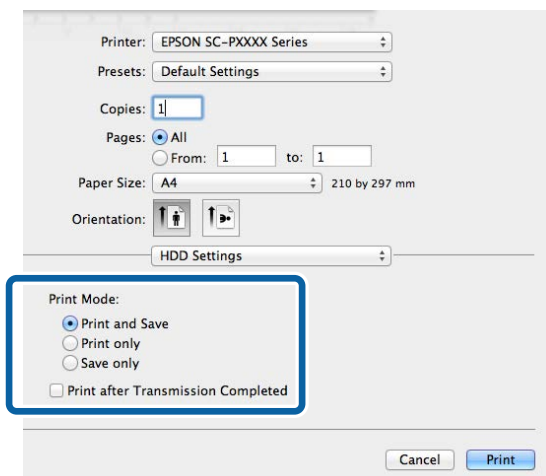 Printer: EPSON SC-PXXXX Series
Presets: Default Settings
Copies: 1
Pages: All
From: 1 to: 1
Paper Size: A4 210 by 297 mm
Orientation:
HDD Settings
Print Mode:
Print and Save
Print only
Save only
Print after Transmission Completed
Cancel Print